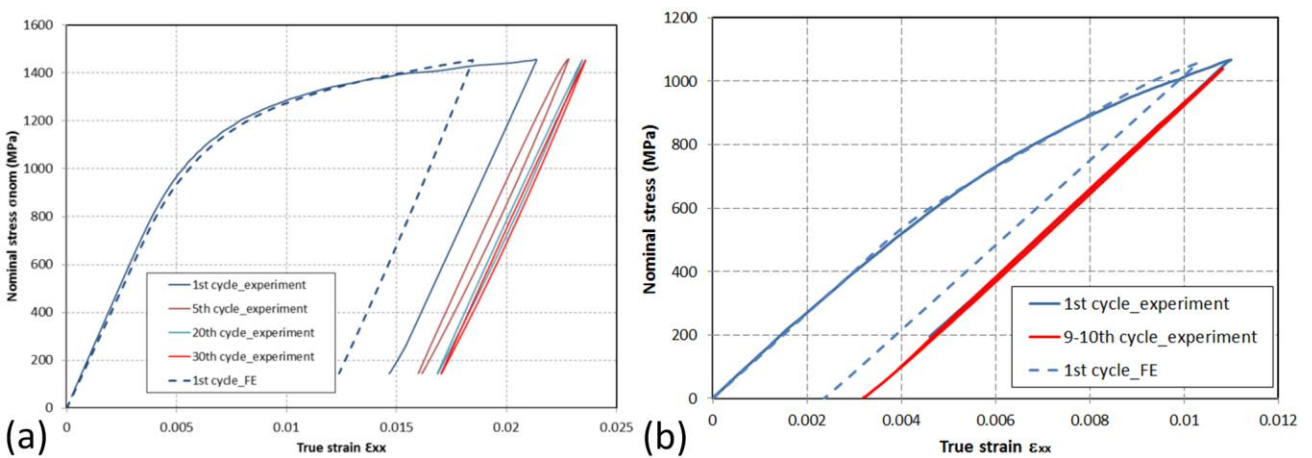 1600
1400
1200
1000
800
600
400
200
0
Nominal stress σnom (MPa)
1st cycle_experiment
5th cycle_experiment
20th cycle_experiment
30th cycle_experiment
1st cycle_FE
0
0.005
0.01
0.015
0.02
0.025
True strain εxx
(a)
1200
1000
800
600
400
200
0
Nominal stress (MPa)
1st cycle_experiment
9-10th cycle_experiment
1st cycle_FE
0
0.002
0.004
0.006
0.008
0.01
0.012
True strain εxx
(b)